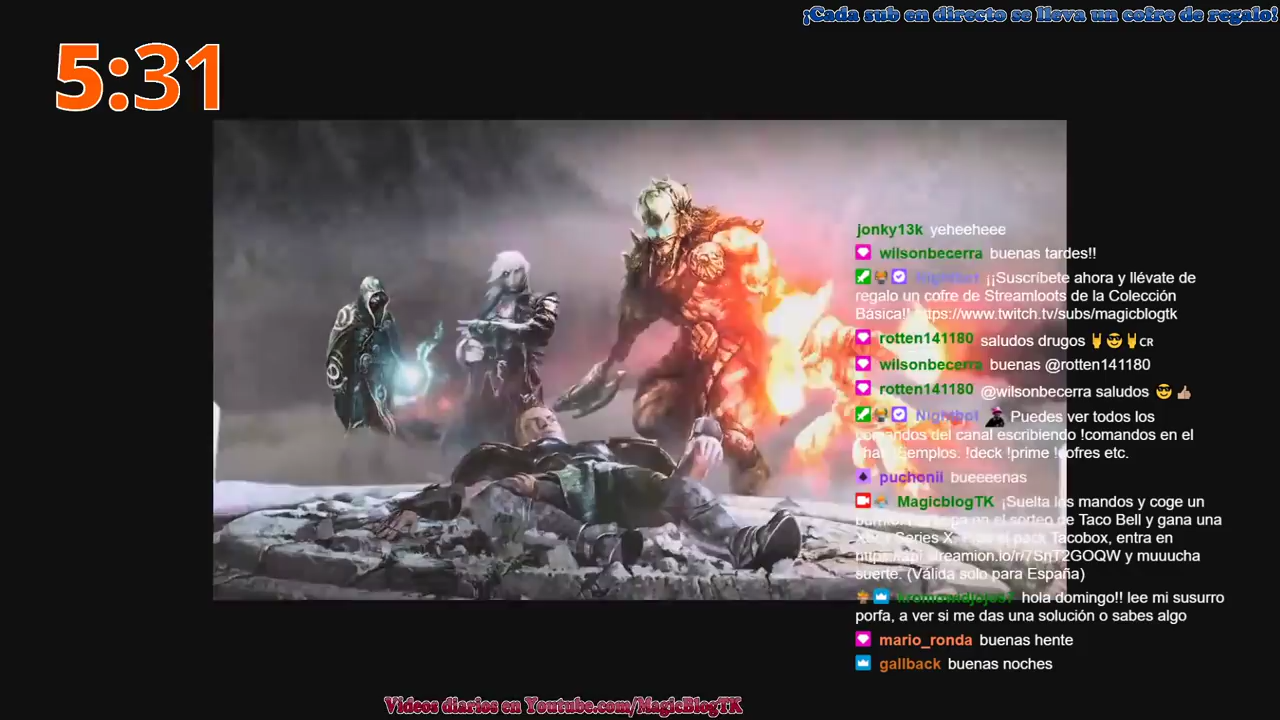 ¡Cada sub en directo se lleva un cofre de regalo!
5:31
jonky13k yeheeheee
wilsonbecerra buenas tardes!!
Nightbot ¡¡Suscríbete ahora y llévate de
regalo un cofre de Streamloots de la Colección
Básica!! https://www.twitch.tv/subs/magicblogtk
rotten141180 saludos drugos CR
wilsonbecerra buenas @rotten141180
rotten141180 @wilsonbecerra saludos
Nightbot Puedes ver todos los
comandos del canal escribiendo !comandos en el
!deck !prime !cofres etc.
puchonii bueeeenas
MagicblogTK ¡Suelta los mandos y coge un
en el sorteo de Taco Bell y gana una
Series X. pack Tacobox, entra en
y muuucha
suerte. (Válida solo para España)
hola domingo!! lee mi susurro
porfa, a ver si me das una solución o sabes algo
mario_ronda buenas hente
gallback buenas noches
Videos diarios en Youtube.com/MagicBlogTK